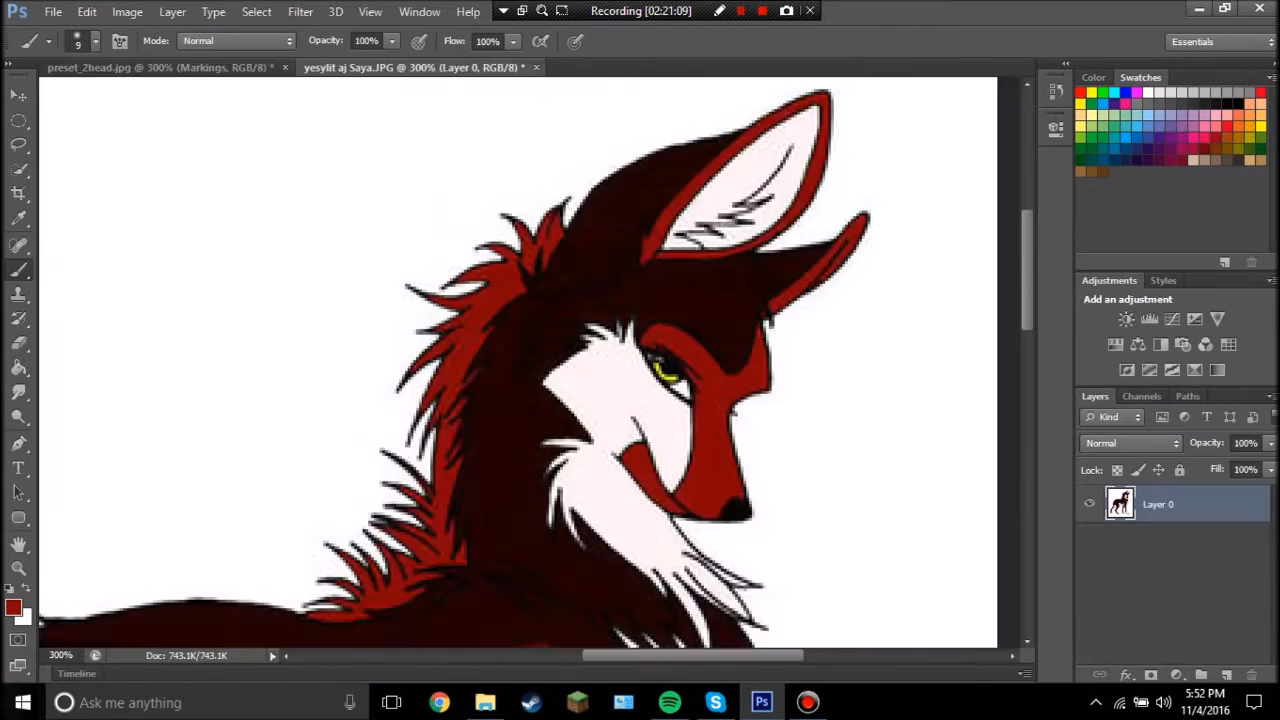 Ps File Edit Image Layer Type Select Filter 3D View Window Help Recording [02:21:09]
9 Mode: Normal Opacity: 100% Flow: 100% Essentials
preset_2head.jpg @ 300% (Markings, RGB/8) * × yesylit aj Saya.JPG @ 300% (Layer 0, RGB/8) * ×
Color Swatches
Adjustments Styles
Add an adjustment
Layers Channels Paths
Kind
Normal Opacity: 100%
Lock: Fill: 100%
Layer 0
300% Doc: 743.1K/743.1K
Timeline
Ask me anything Ps 5:52 PM
11/4/2016